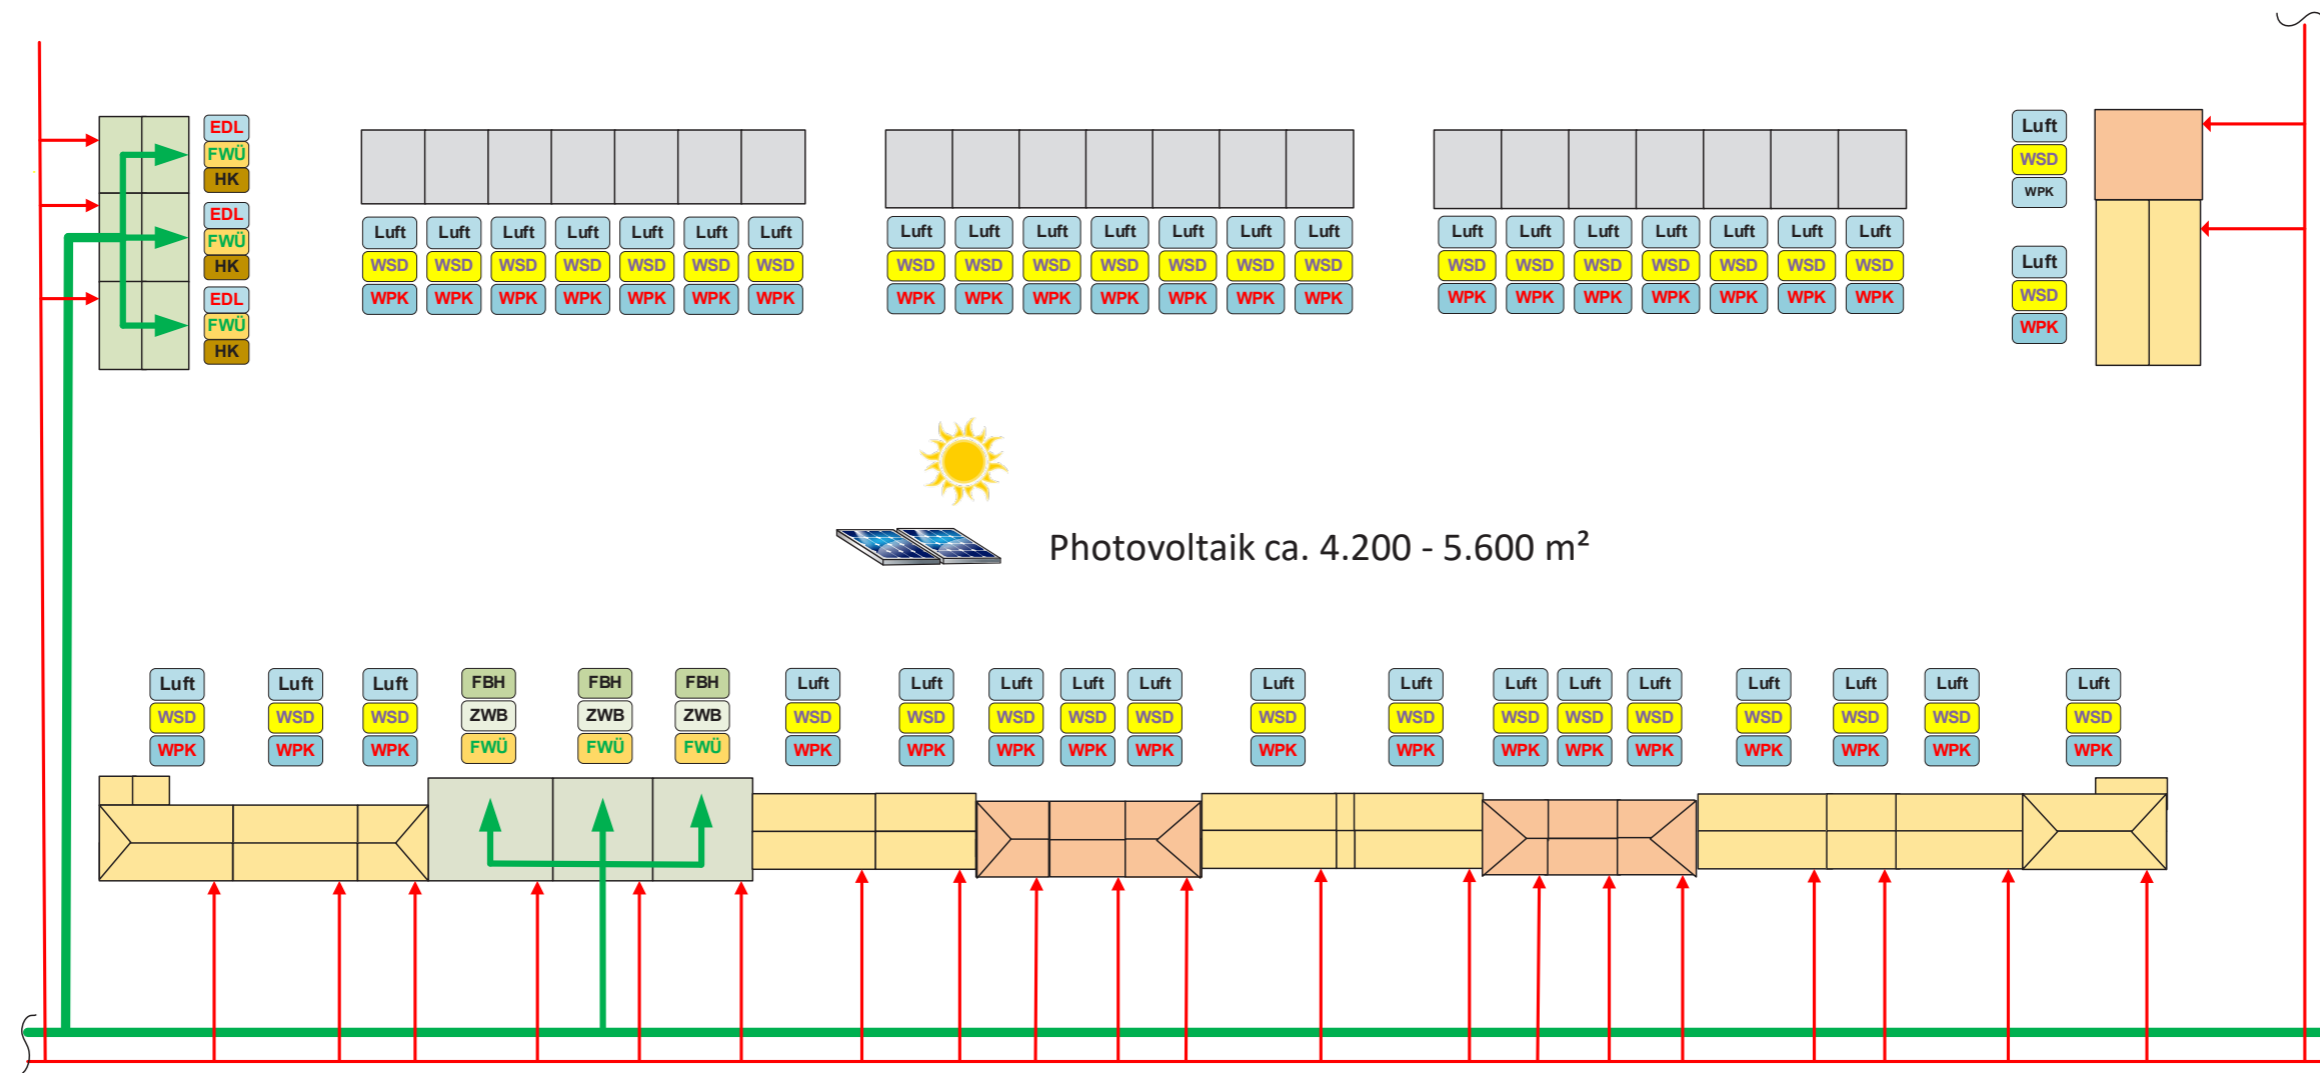 EDL
FWÜ
HK
EDL
FWÜ
HK
EDL
FWÜ
HK
Luft Luft Luft Luft Luft Luft Luft
WSD WSD WSD WSD WSD WSD WSD
WPK WPK WPK WPK WPK WPK WPK
Luft Luft Luft Luft Luft Luft Luft
WSD WSD WSD WSD WSD WSD WSD
WPK WPK WPK WPK WPK WPK WPK
Luft Luft Luft Luft Luft Luft Luft
WSD WSD WSD WSD WSD WSD WSD
WPK WPK WPK WPK WPK WPK WPK
Luft
WSD
WPK
Luft
WSD
WPK
Photovoltaik ca. 4.200 - 5.600 m²
Luft Luft Luft FBH FBH FBH Luft Luft Luft Luft Luft Luft Luft Luft Luft Luft Luft Luft Luft Luft
WSD WSD WSD ZWB ZWB ZWB WSD WSD WSD WSD WSD WSD WSD WSD WSD WSD WSD WSD WSD WSD
WPK WPK WPK FWÜ FWÜ FWÜ WPK WPK WPK WPK WPK WPK WPK WPK WPK WPK WPK WPK WPK WPK